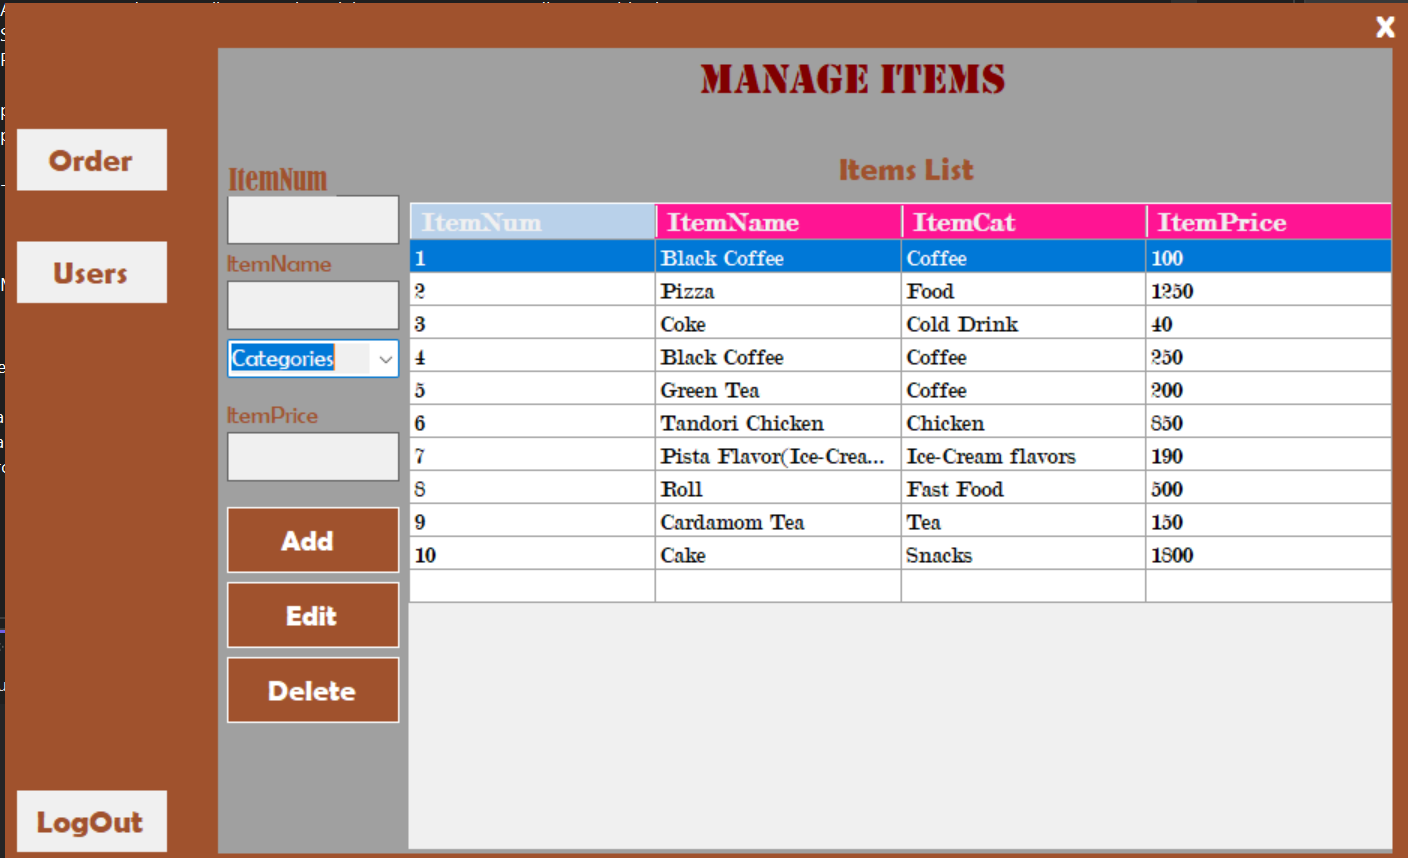 X
MANAGE ITEMS
Order
Users
LogOut
ItemNum
ItemName
Categories
ItemPrice
Add
Edit
Delete
Items List
ItemNum ItemName ItemCat ItemPrice
1 Black Coffee Coffee 100
2 Pizza Food 1250
3 Coke Cold Drink 40
4 Black Coffee Coffee 250
5 Green Tea Coffee 200
6 Tandori Chicken Chicken 850
7 Pista Flavor(Ice-Crea... Ice-Cream flavors 190
8 Roll Fast Food 500
9 Cardamom Tea Tea 150
10 Cake Snacks 1800